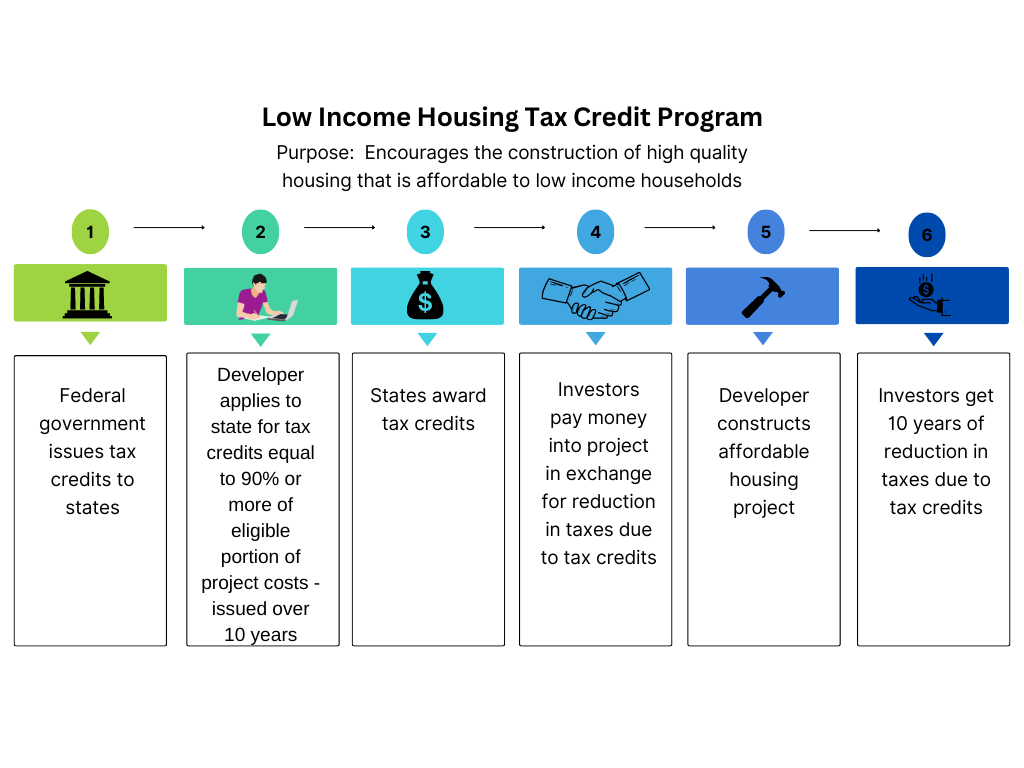 Low Income Housing Tax Credit Program
Purpose:  Encourages the construction of high quality
housing that is affordable to low income households
1
2
3
4
5
6
$
$
Federal
government
issues tax
credits to
states
Developer
applies to
state for tax
credits equal
to 90% or
more of
eligible
portion of
project costs -
issued over
10 years
States award
tax credits
Investors
pay money
into project
in exchange
for reduction
in taxes due
to tax credits
Developer
constructs
affordable
housing
project
Investors get
10 years of
reduction in
taxes due to
tax credits